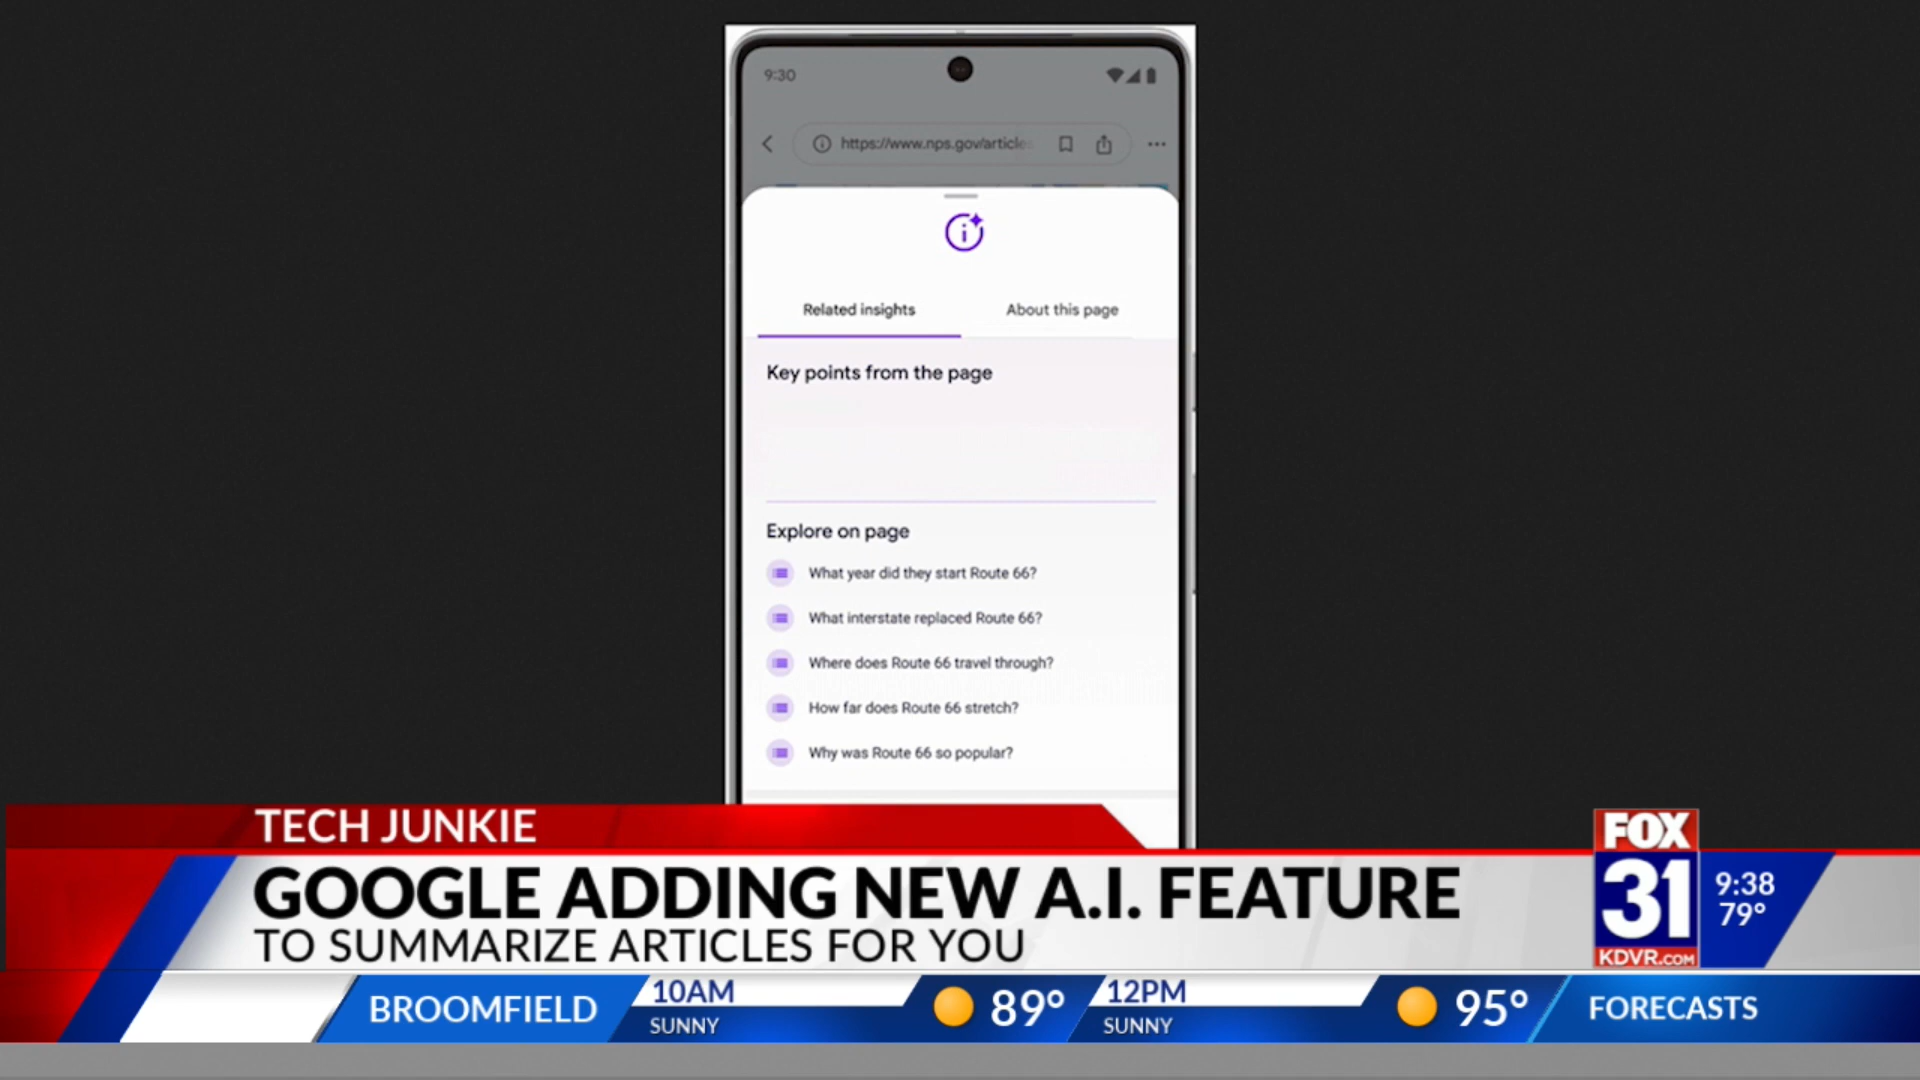 9:30
https://www.nps.gov/article
Related insights
About this page
Key points from the page
Explore on page
What year did they start Route 66?
What interstate replaced Route 66?
Where does Route 66 travel through?
How far does Route 66 stretch?
Why was Route 66 so popular?
TECH JUNKIE
GOOGLE ADDING NEW A.I. FEATURE
TO SUMMARIZE ARTICLES FOR YOU
FOX
31
KDVR.COM
9:38
79°
BROOMFIELD
10AM
SUNNY
89°
12PM
SUNNY
95°
FORECASTS